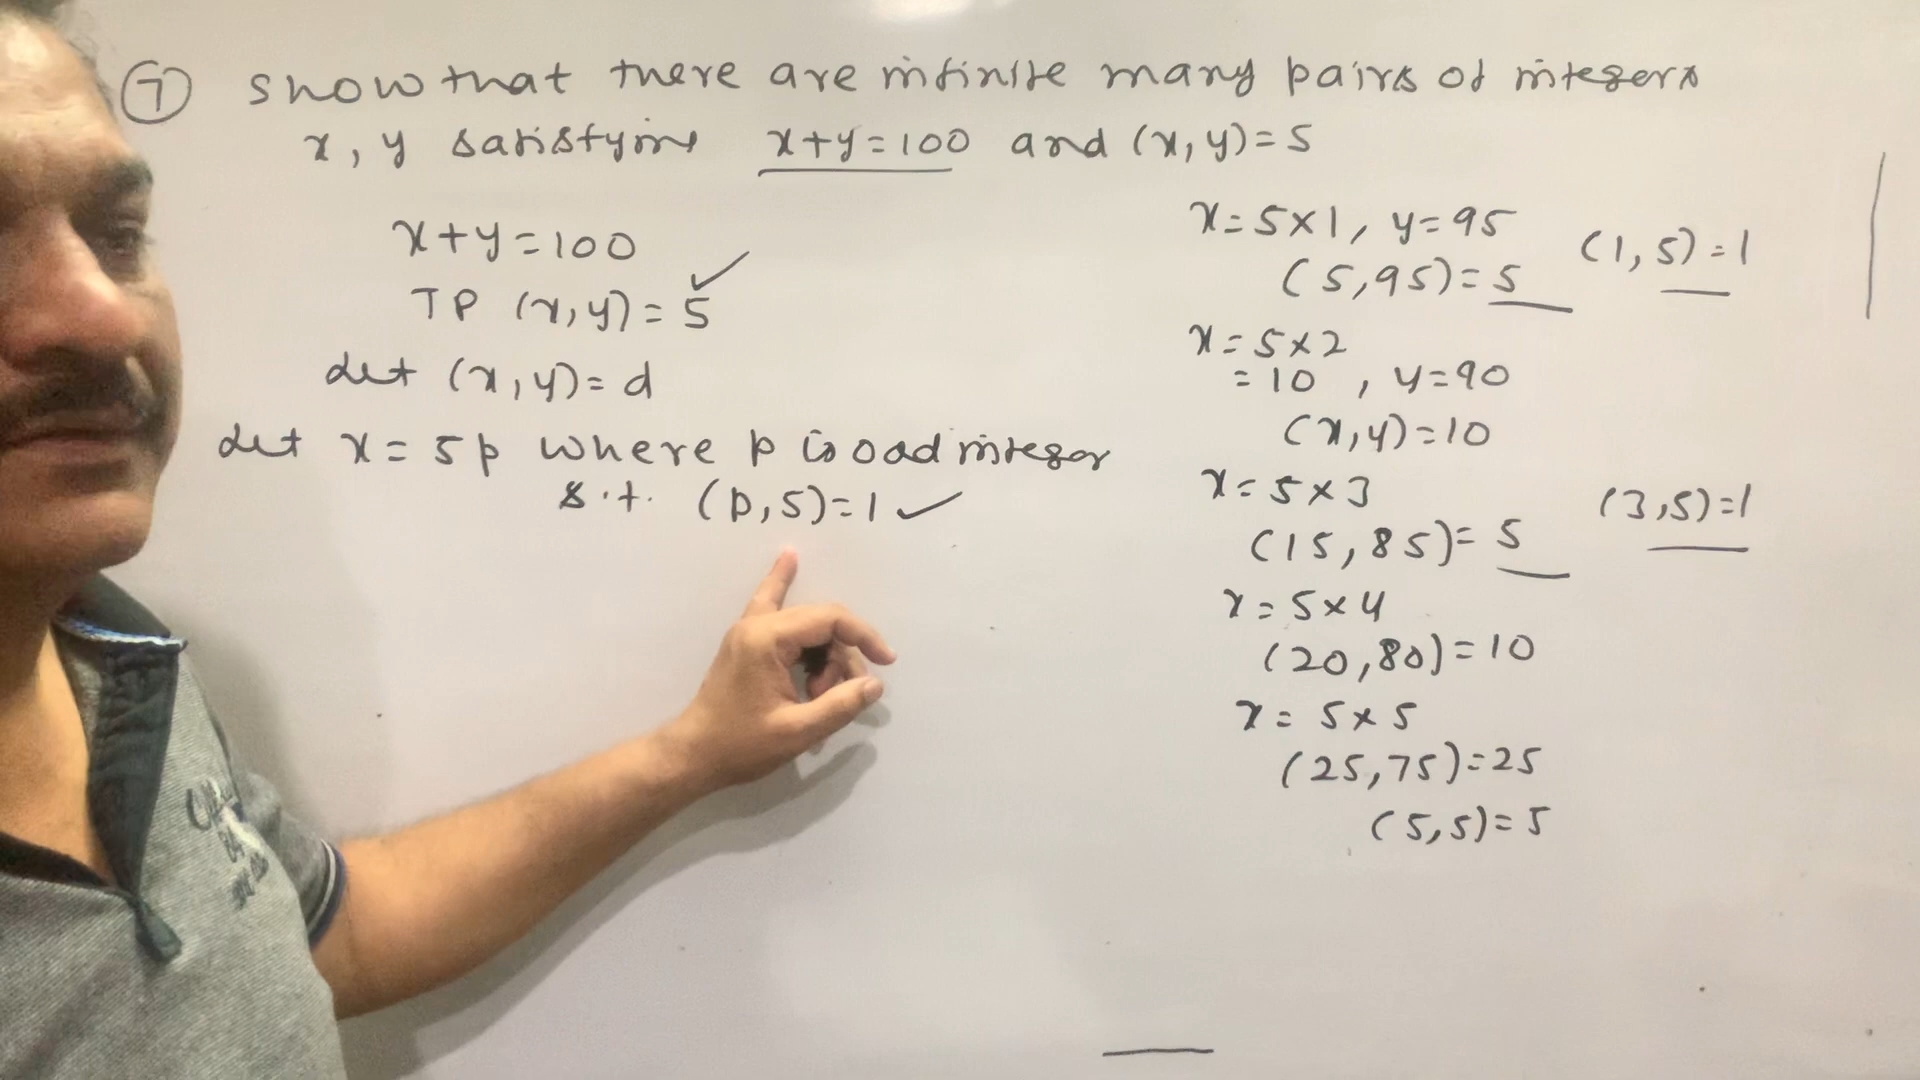 7 show that there are infinite many pairs of integers
x, y satisfying x+y=100 and (x, y)=5
x+y=100
TP (x,y)=5 ✓
Let (x,y)=d
Let x=5p where p is odd integer
s.t. (p,5)=1 ✓
x=5×1, y=95
(5,95)=5 (1,5)=1
x=5×2
=10, y=90
(x,y)=10
x=5×3
(15,85)=5 (3,5)=1
x=5×4
(20,80)=10
x=5×5
(25,75)=25
(5,5)=5